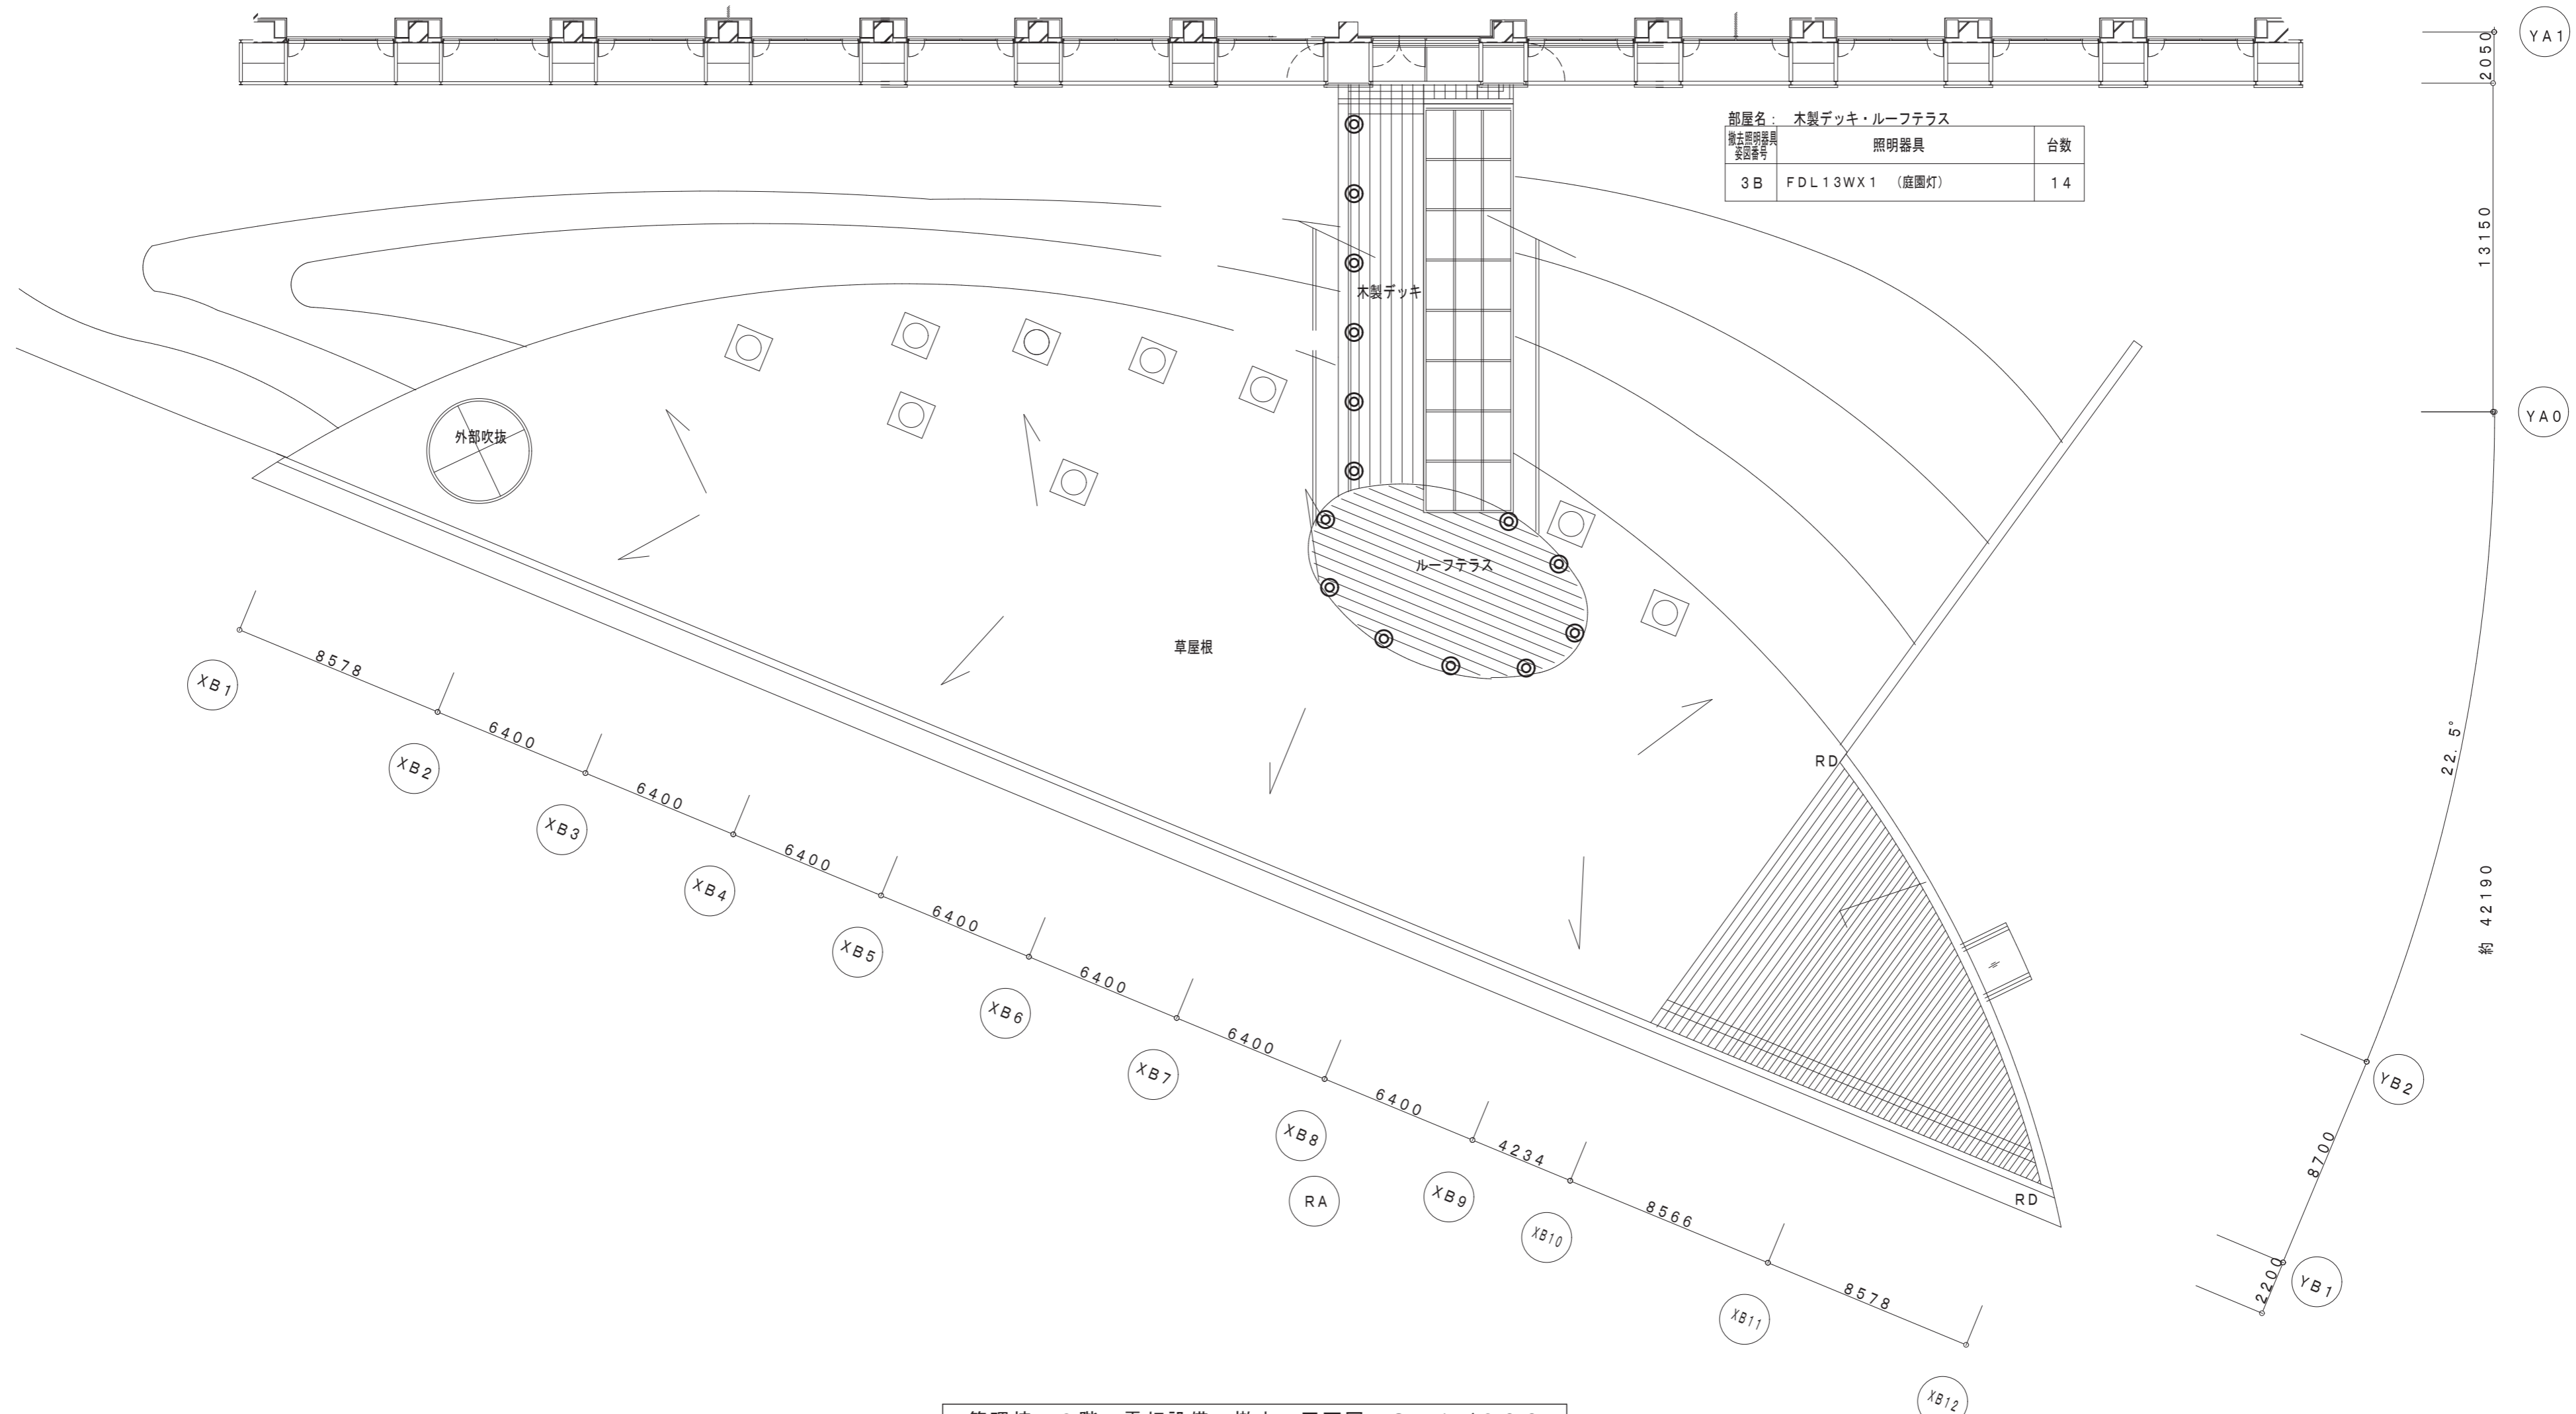 YA1
2050
部屋名: 木製デッキ・ルーフテラス
撤去照明器具
姿図番号
照明器具
台数
3B
FDL13WX1 (庭園灯)
14
13150
木製デッキ
YA0
外部吹抜
ルーフテラス
草屋根
XB1
8578
XB2
6400
XB3
6400
XB4
6400
XB5
6400
XB6
6400
XB7
6400
XB8
RA
6400
XB9
4234
XB10
8566
XB11
8578
XB12
RD
RD
22.5°
約 42190
YB2
8700
YB1
2200